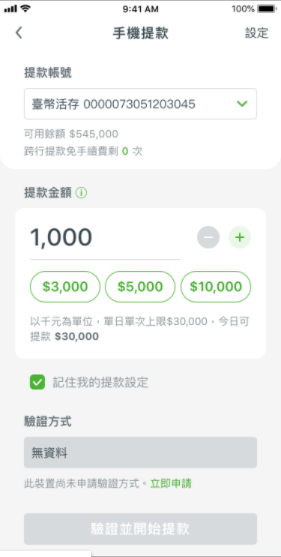 9:41 AM 100%
手機提款 設定
提款帳號
臺幣活存 0000073051203045
可用餘額 $545,000
跨行提款免手續費剩 0 次
提款金額
1,000
$3,000 $5,000 $10,000
以千元為單位，單日單次上限$30,000，今日可
提款 $30,000
記住我的提款設定
驗證方式
無資料
此裝置尚未申請驗證方式。立即申請
驗證並開始提款